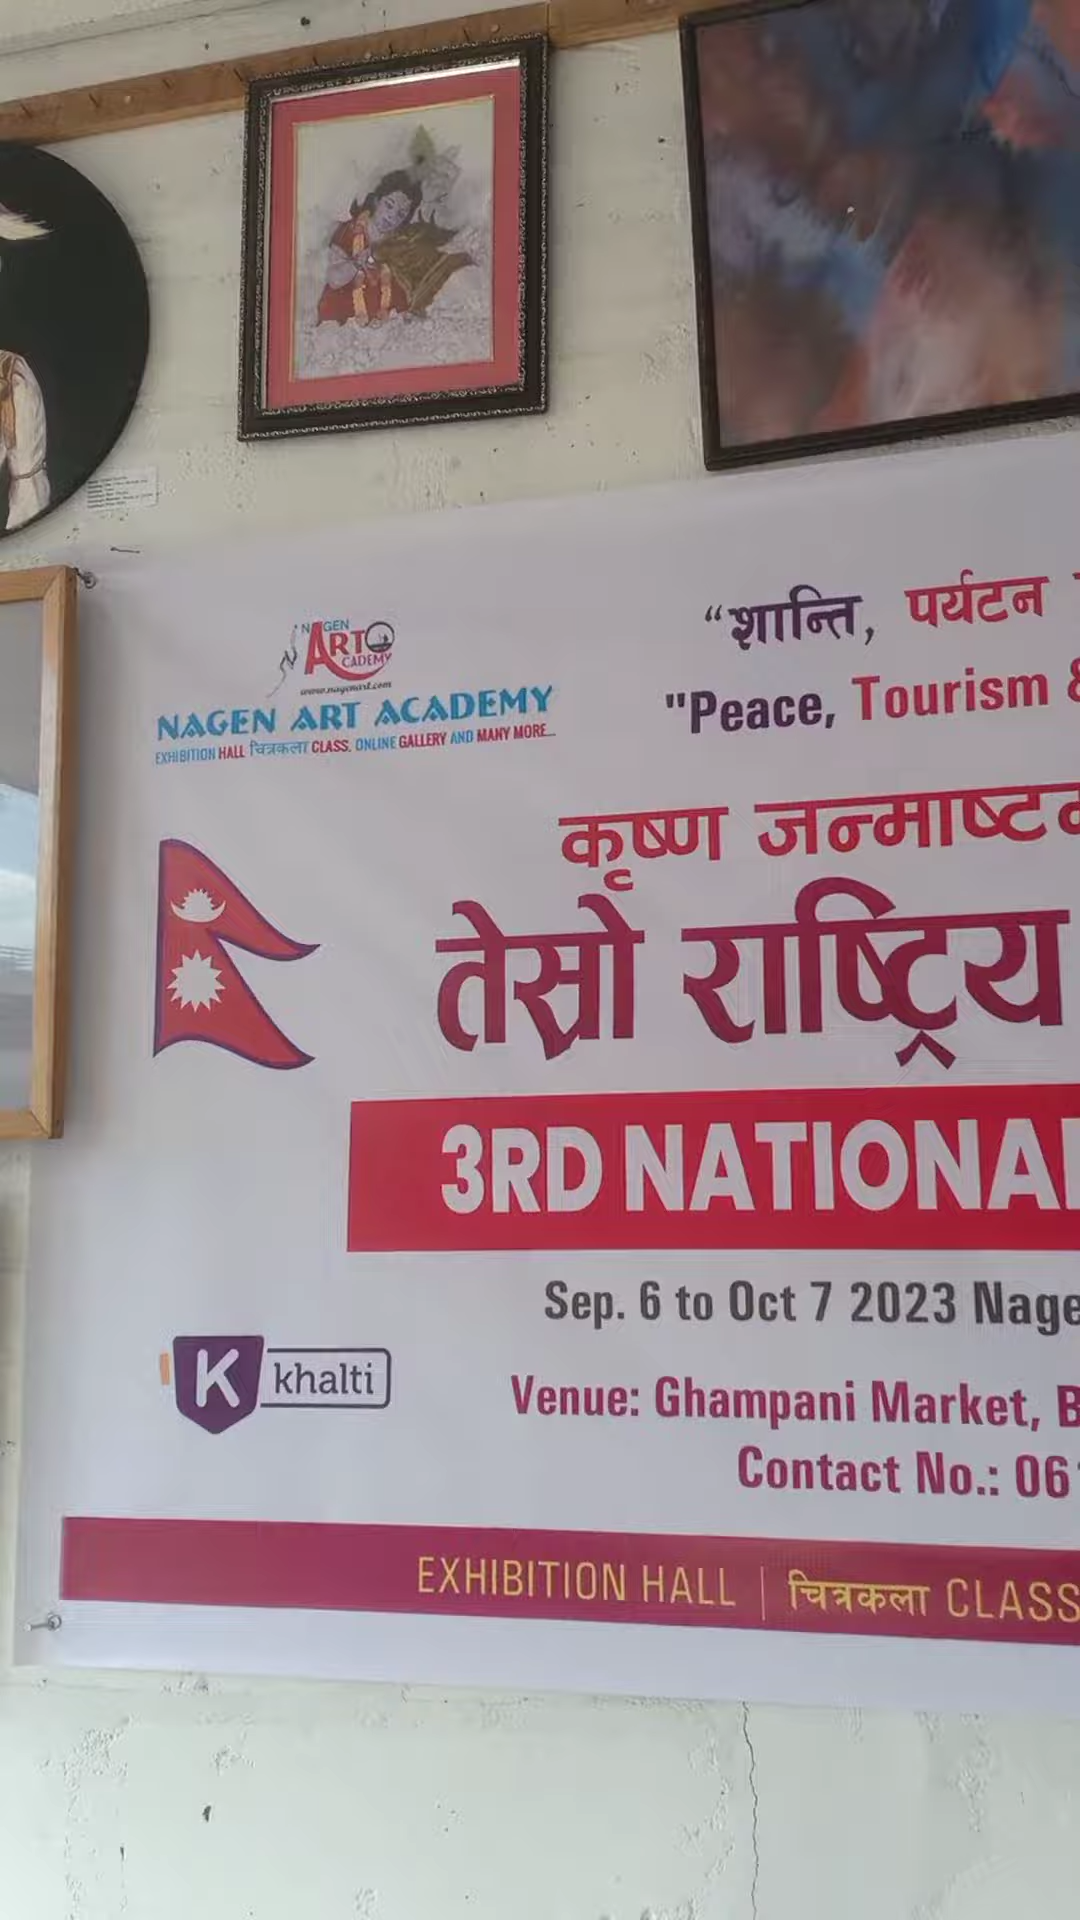 NAGEN
ART
ACADEMY
www.nagenart.com
NAGEN ART ACADEMY
EXHIBITION HALL चित्रकला CLASS, ONLINE GALLERY AND MANY MORE...
“शान्ति, पर्यटन
"Peace, Tourism &
कृष्ण जन्माष्टम
तेस्रो राष्ट्रिय
3RD NATIONAL
Sep. 6 to Oct 7 2023 Nage
K khalti
Venue: Ghampani Market, B
Contact No.: 061
EXHIBITION HALL | चित्रकला CLASS